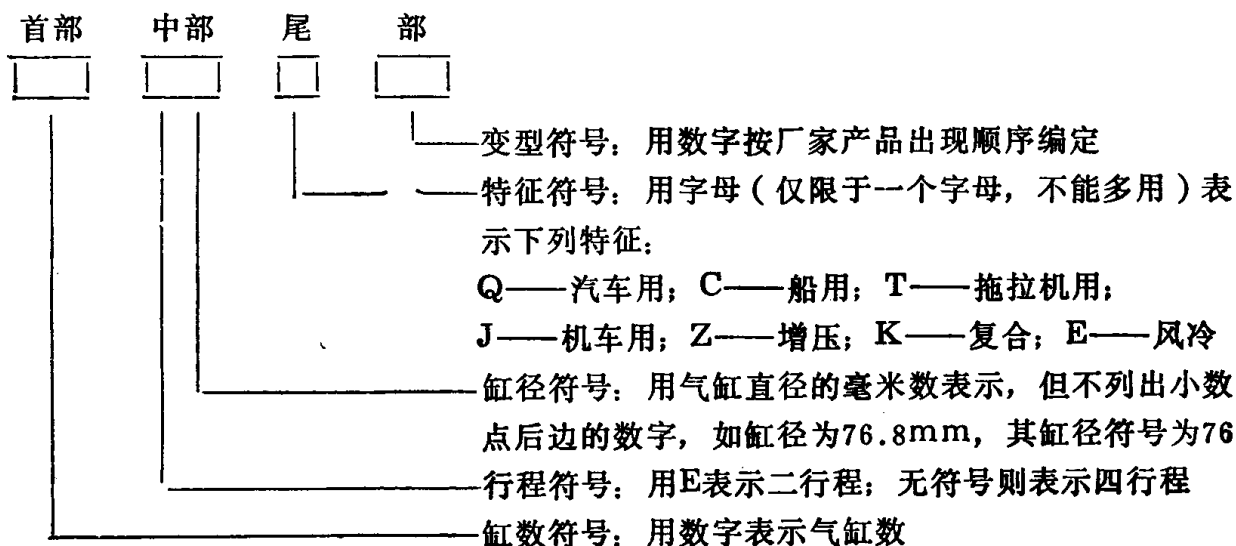 首部 中部 尾 部
变型符号：用数字按厂家产品出现顺序编定
特征符号：用字母（仅限于一个字母，不能多用）表
示下列特征：
Q——汽车用；C——船用；T——拖拉机用；
J——机车用；Z——增压；K——复合；E——风冷
缸径符号：用气缸直径的毫米数表示，但不列出小数
点后边的数字，如缸径为76.8mm，其缸径符号为76
行程符号：用E表示二行程；无符号则表示四行程
缸数符号：用数字表示气缸数